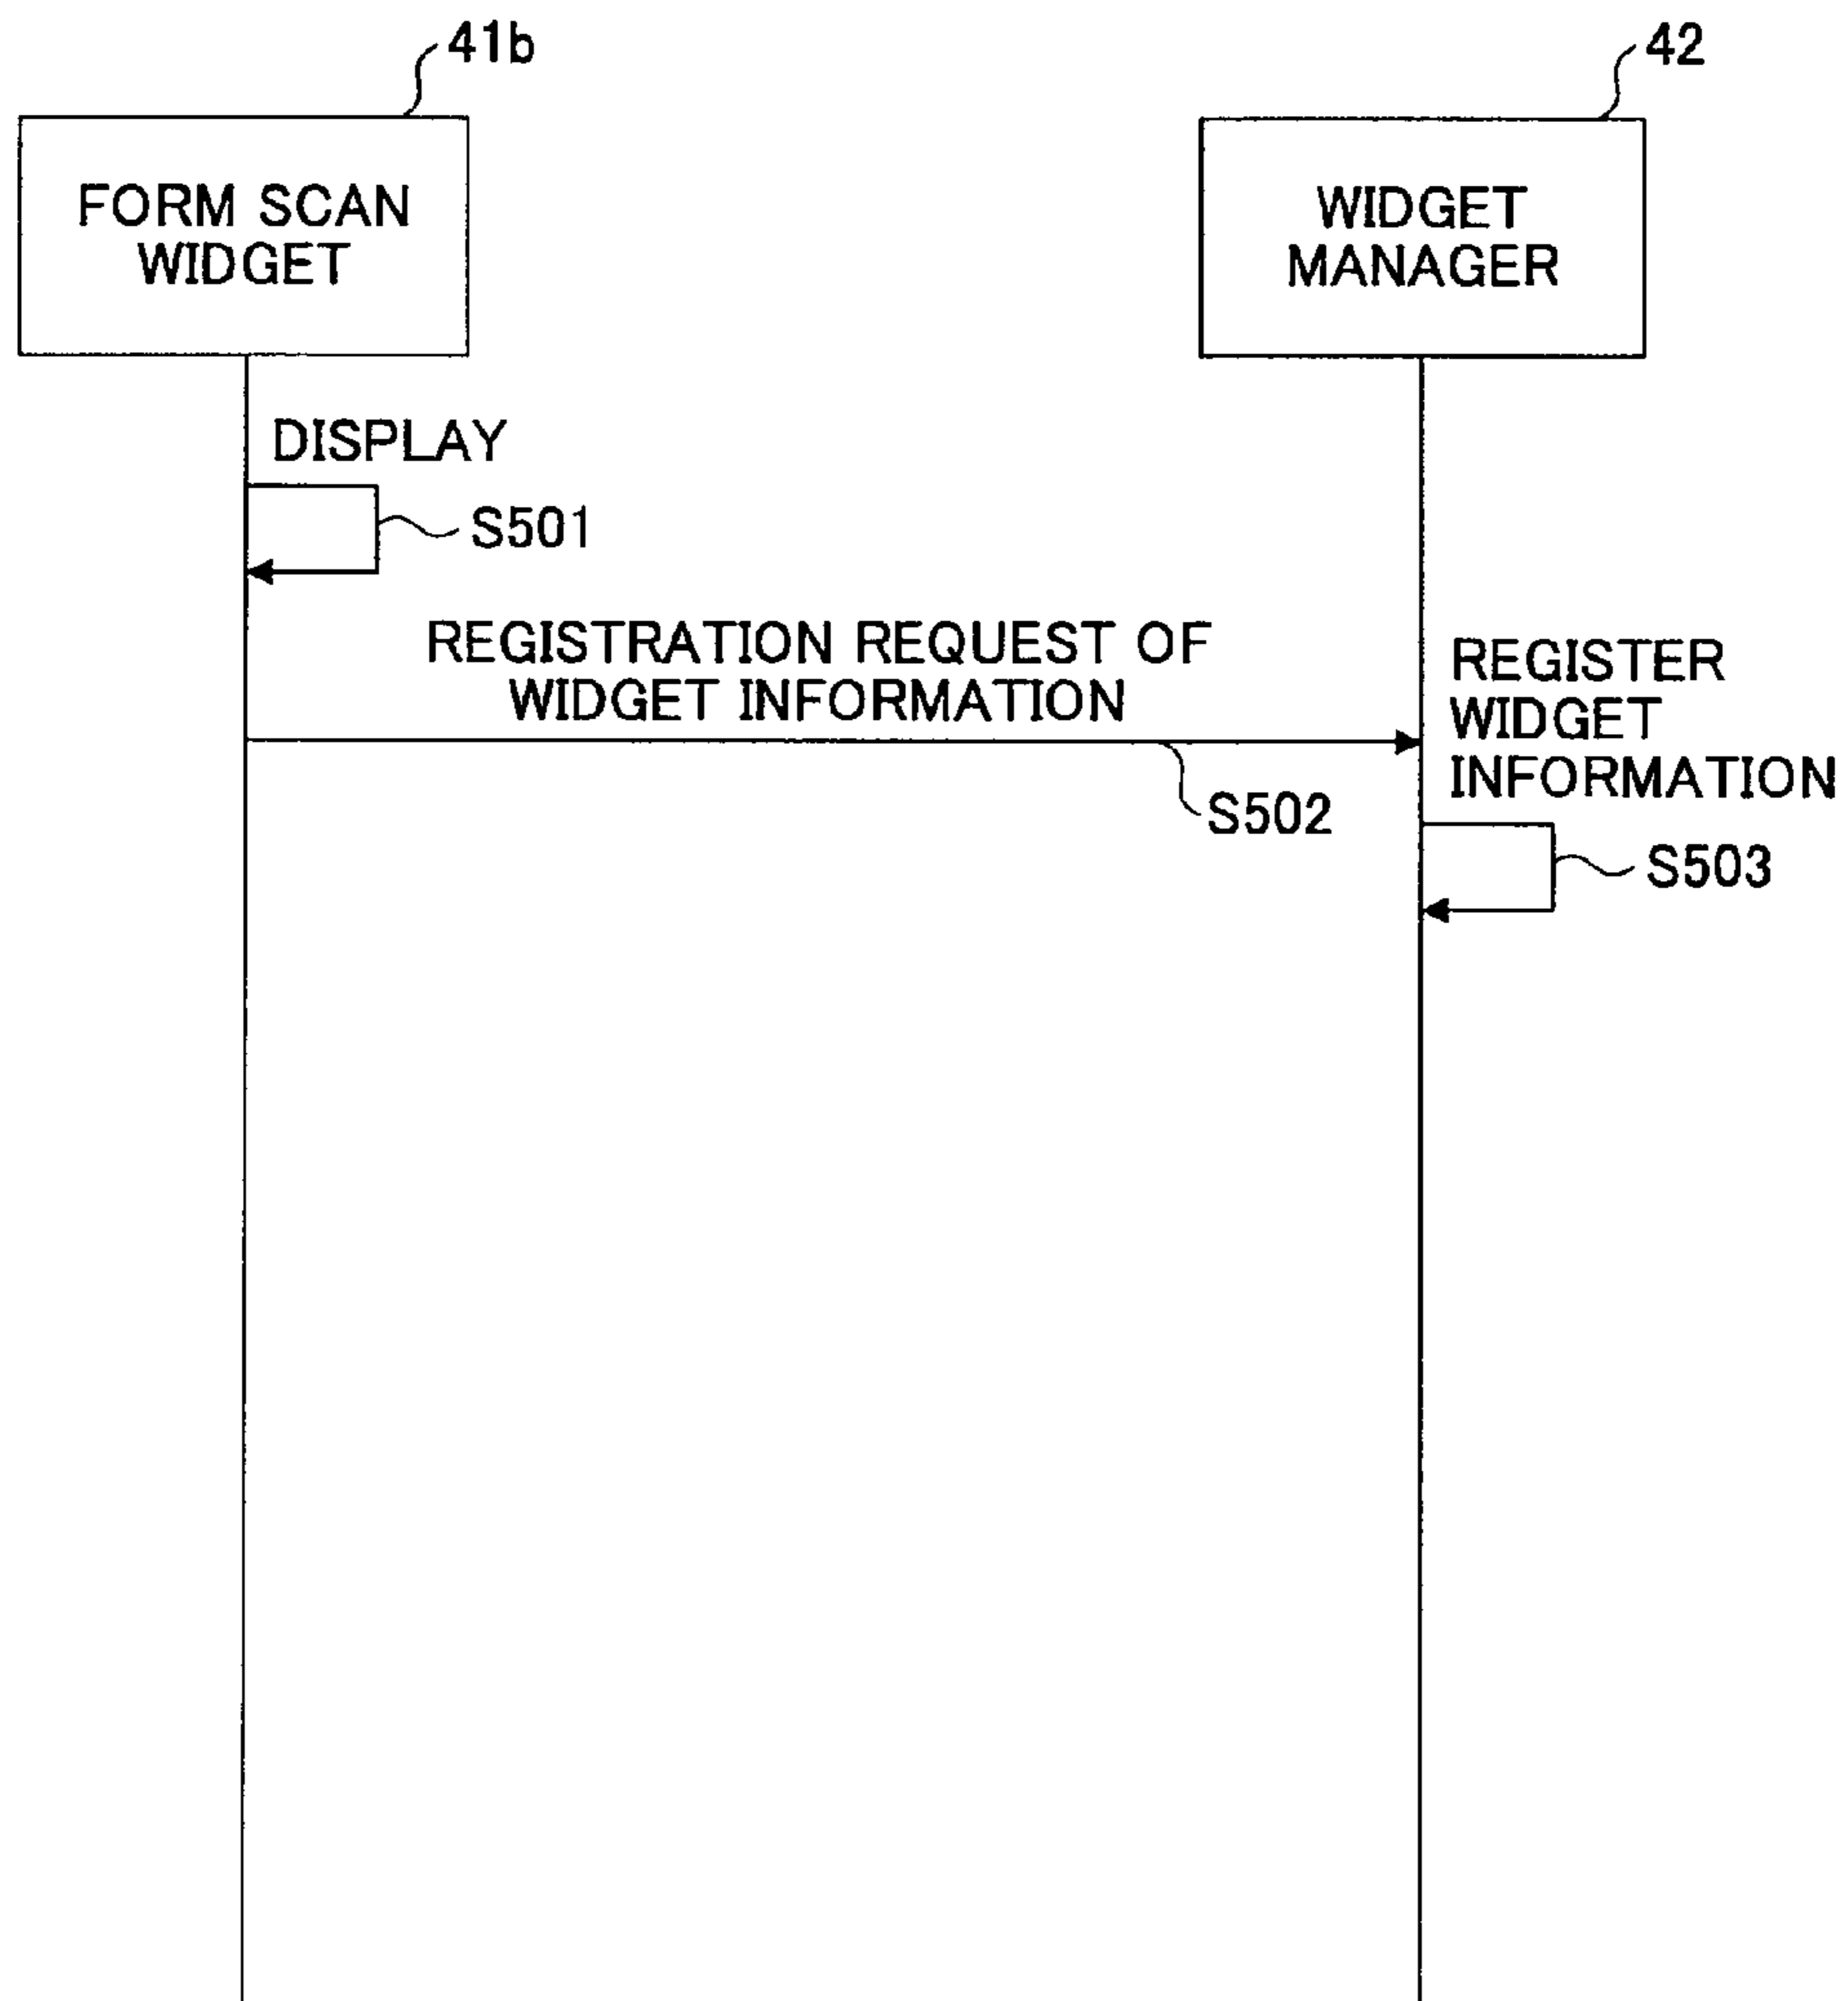 41b
42
FORM SCAN
WIDGET
WIDGET
MANAGER
DISPLAY
S501
REGISTRATION REQUEST OF
WIDGET INFORMATION
S502
REGISTER
WIDGET
INFORMATION
S503